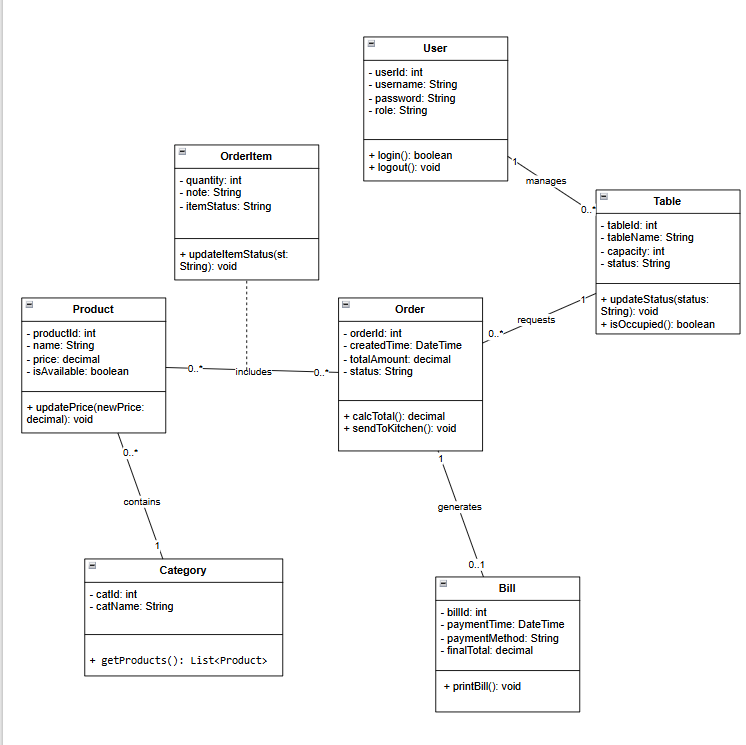 User
- userId: int
- username: String
- password: String
- role: String
+ login(): boolean
+ logout(): void
1
manages
0..*
OrderItem
- quantity: int
- note: String
- itemStatus: String
+ updateItemStatus(st:
String): void
Table
- tableId: int
- tableName: String
- capacity: int
- status: String
+ updateStatus(status:
String): void
+ isOccupied(): boolean
1
requests
0..*
Product
- productId: int
- name: String
- price: decimal
- isAvailable: boolean
+ updatePrice(newPrice:
decimal): void
0..*
includes
0..*
Order
- orderId: int
- createdTime: DateTime
- totalAmount: decimal
- status: String
+ calcTotal(): decimal
+ sendToKitchen(): void
0..*
contains
1
1
generates
0..1
Category
- catId: int
- catName: String
+ getProducts(): List<Product>
Bill
- billId: int
- paymentTime: DateTime
- paymentMethod: String
- finalTotal: decimal
+ printBill(): void